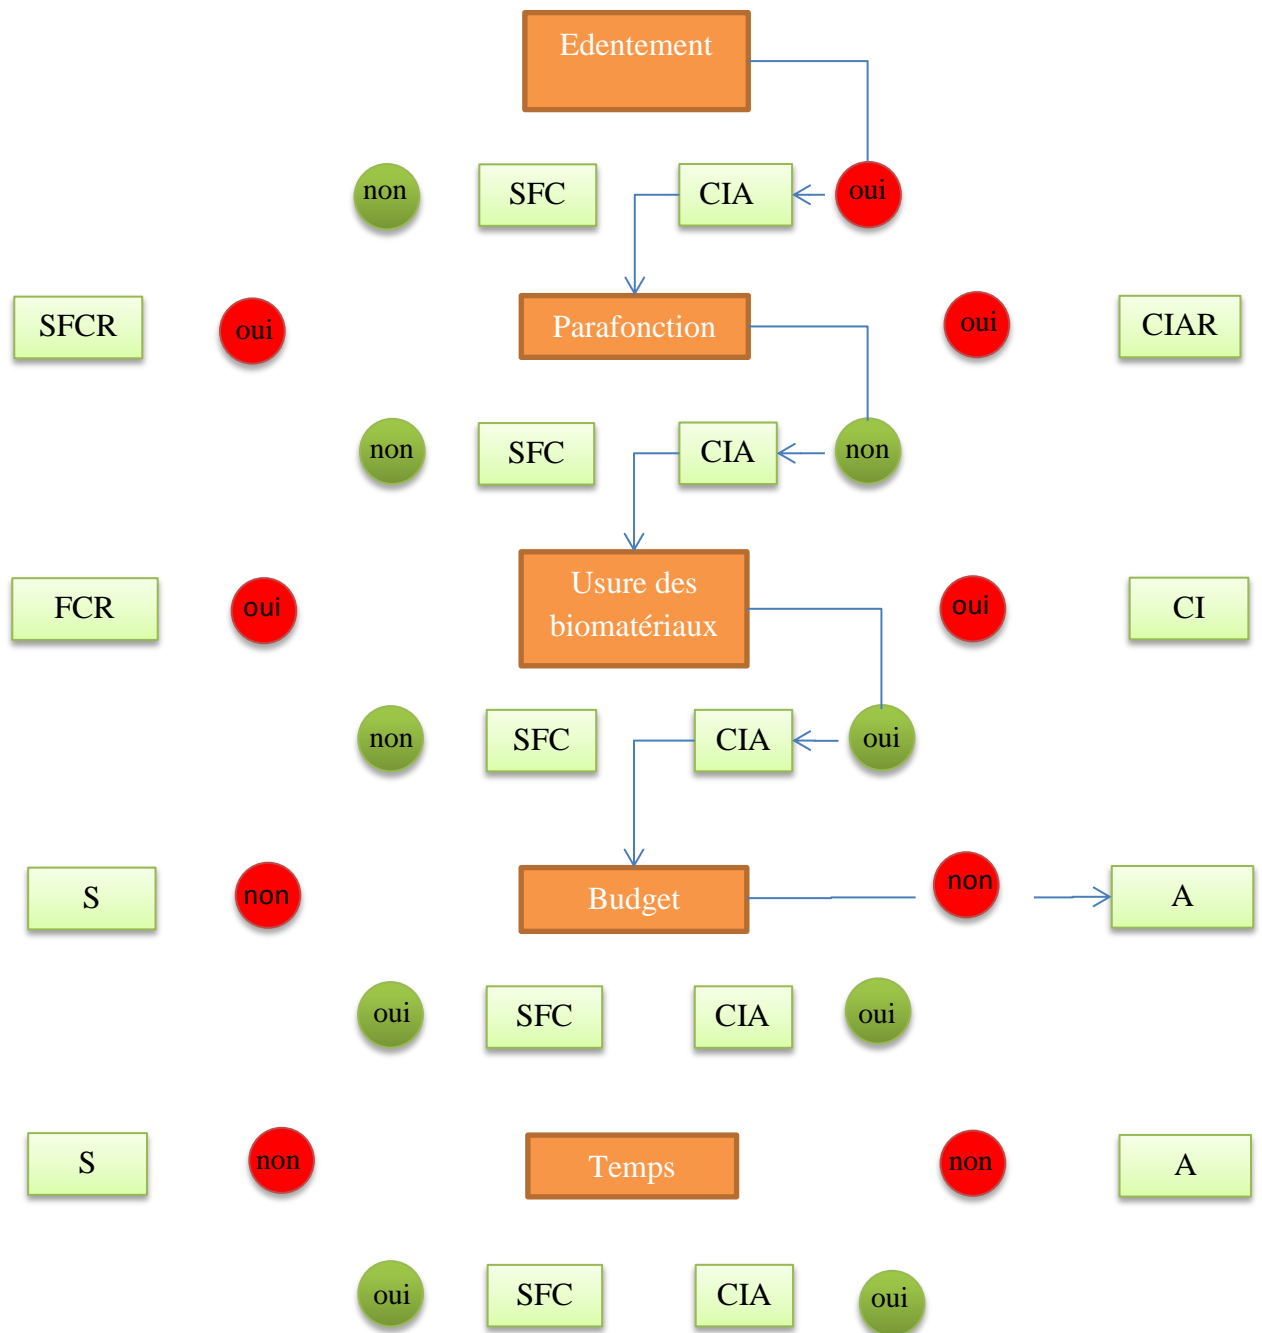 Edentement
non
SFC
CIA
oui
SFCR
oui
Parafonction
oui
CIAR
non
SFC
CIA
non
FCR
oui
Usure des
biomatériaux
oui
CI
non
SFC
CIA
oui
S
non
Budget
non
A
oui
SFC
CIA
oui
S
non
Temps
non
A
oui
SFC
CIA
oui